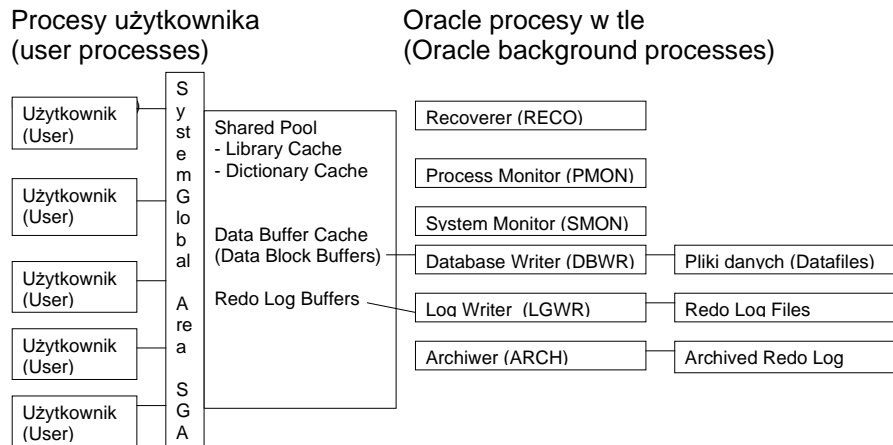 Procesy użytkownika
(user processes)
Oracle procesy w tle
(Oracle background processes)
S
y
st
e
m
G
lo
b
al
A
re
a
S
G
A
Użytkownik
(User)
Użytkownik
(User)
Użytkownik
(User)
Użytkownik
(User)
Użytkownik
(User)
Shared Pool
- Library Cache
- Dictionary Cache
Data Buffer Cache
(Data Block Buffers)
Redo Log Buffers
Recoverer (RECO)
Process Monitor (PMON)
System Monitor (SMON)
Database Writer (DBWR)
Pliki danych (Datafiles)
Log Writer (LGWR)
Redo Log Files
Archiwer (ARCH)
Archived Redo Log